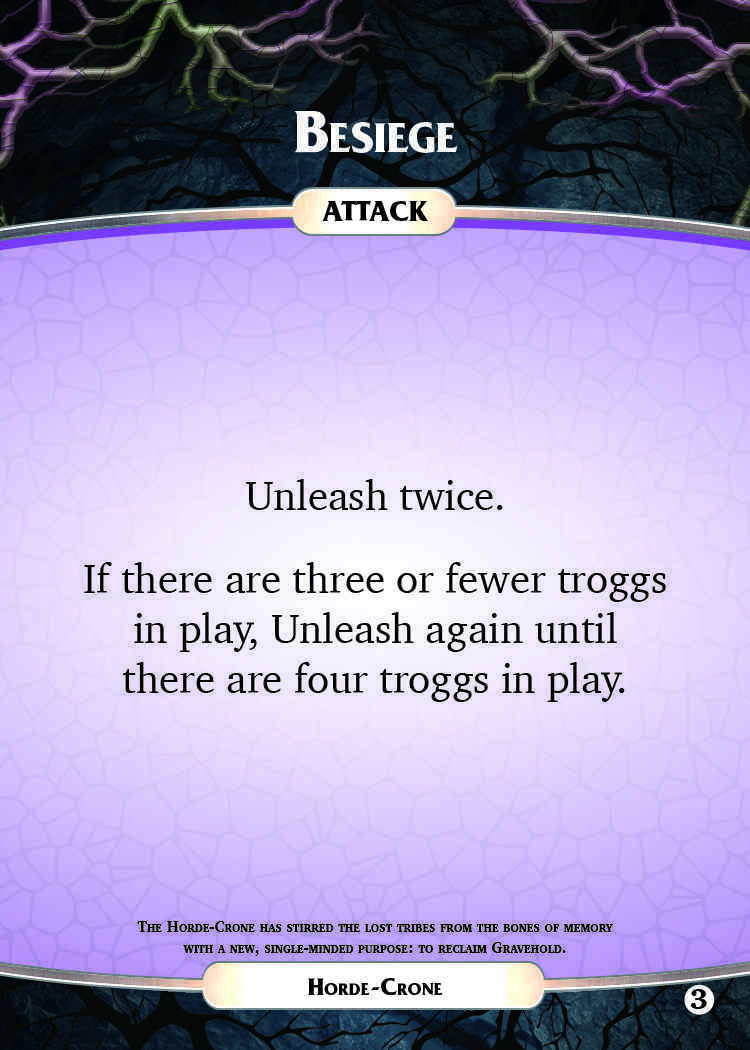 Besiege
ATTACK
Unleash twice.
If there are three or fewer troggs
in play, Unleash again until
there are four troggs in play.
The Horde-Crone has stirred the lost tribes from the bones of memory
with a new, single-minded purpose: to reclaim Gravehold.
Horde-Crone
3